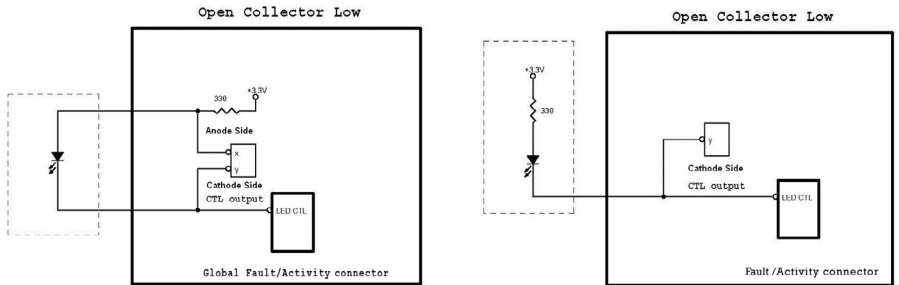 Open Collector Low
+3.3V
330
Anode Side
x
y
Cathode Side
CTL output
LED CTL
Global Fault/Activity connector
Open Collector Low
+3.3V
330
y
Cathode Side
CTL output
LED CTL
Fault/Activity connector